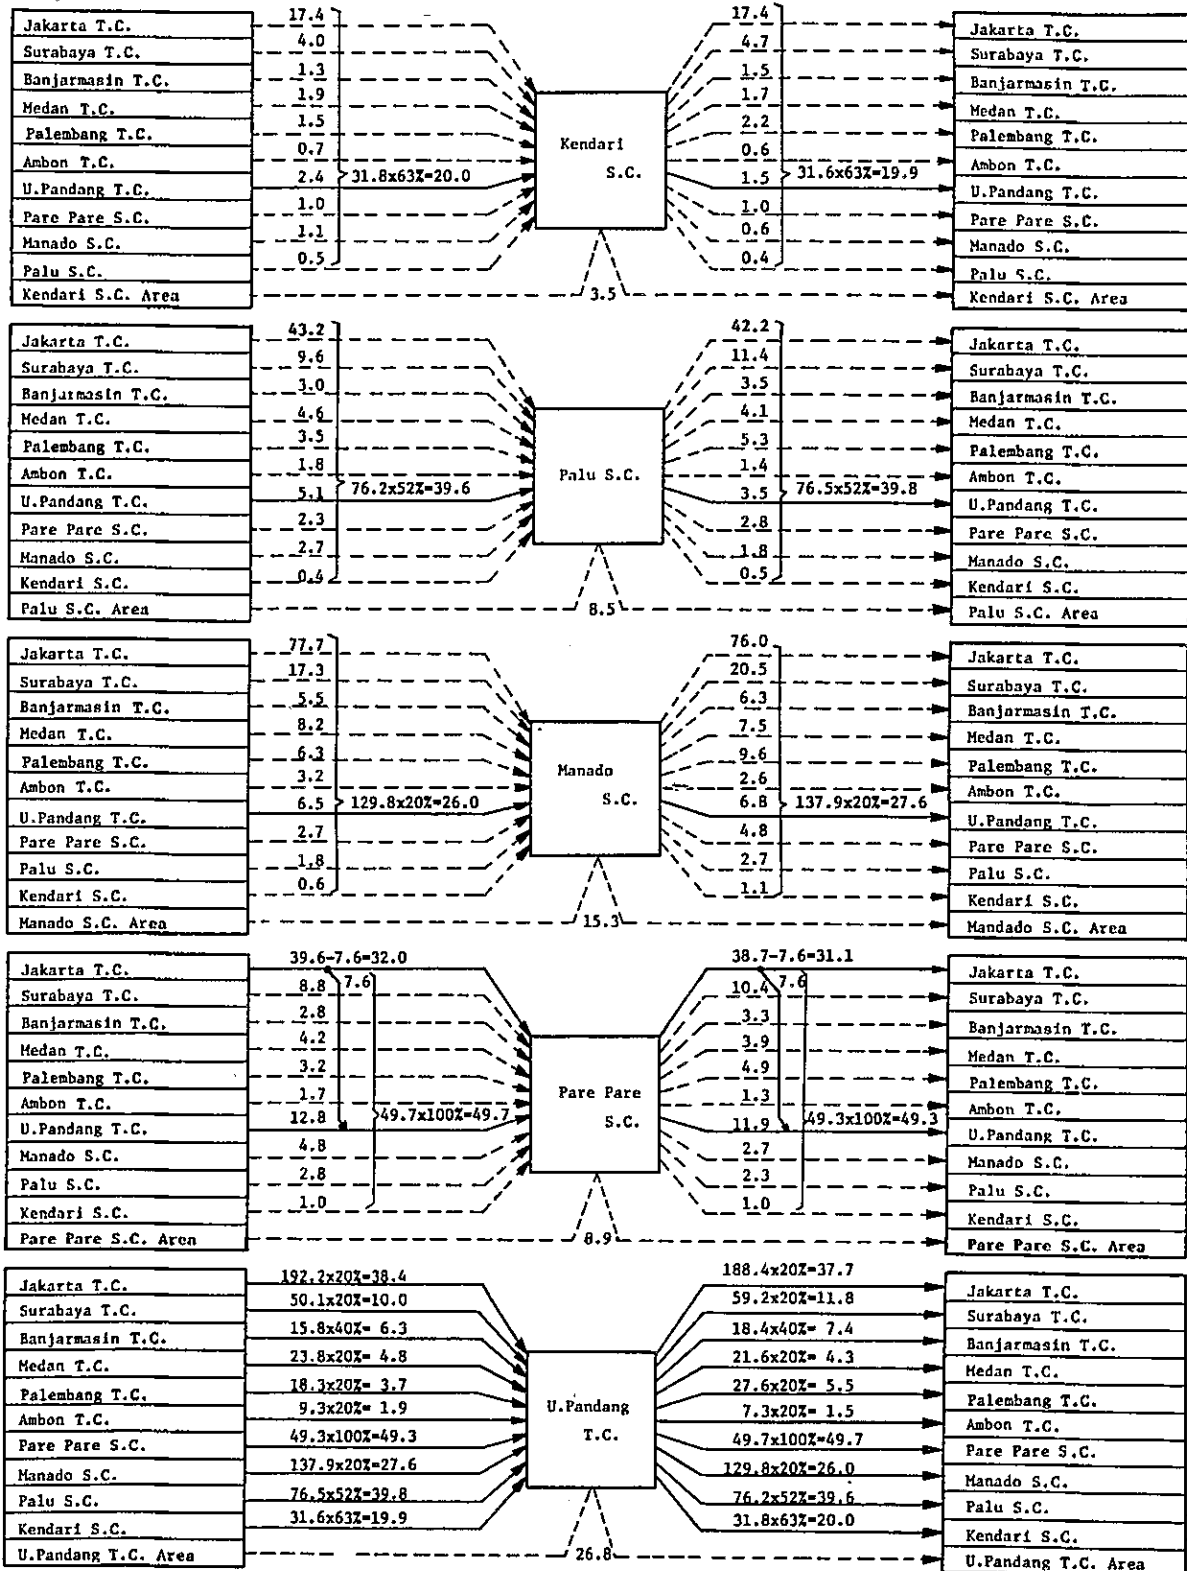 Jakarta T.C. 17.4 17.4 Jakarta T.C.
Surabaya T.C. 4.0 4.7 Surabaya T.C.
Banjarmasin T.C. 1.3 1.5 Banjarmasin T.C.
Medan T.C. 1.9 1.7 Medan T.C.
Palembang T.C. 1.5 Kendari 2.2 Palembang T.C.
Ambon T.C. 0.7 S.C. 0.6 Ambon T.C.
U.Pandang T.C. 2.4 31.8x63%=20.0 1.5 31.6x63%=19.9 U.Pandang T.C.
Pare Pare S.C. 1.0 1.0 Pare Pare S.C.
Manado S.C. 1.1 0.6 Manado S.C.
Palu S.C. 0.5 0.4 Palu S.C.
Kendari S.C. Area 3.5 Kendari S.C. Area
Jakarta T.C. 43.2 42.2 Jakarta T.C.
Surabaya T.C. 9.6 11.4 Surabaya T.C.
Banjarmasin T.C. 3.0 3.5 Banjarmasin T.C.
Medan T.C. 4.6 4.1 Medan T.C.
Palembang T.C. 3.5 5.3 Palembang T.C.
Ambon T.C. 1.8 Palu S.C. 1.4 Ambon T.C.
U.Pandang T.C. 5.1 76.2x52%=39.6 3.5 76.5x52%=39.8 U.Pandang T.C.
Pare Pare S.C. 2.3 2.8 Pare Pare S.C.
Manado S.C. 2.7 1.8 Manado S.C.
Kendari S.C. 0.4 0.5 Kendari S.C.
Palu S.C. Area 8.5 Palu S.C. Area
Jakarta T.C. 77.7 76.0 Jakarta T.C.
Surabaya T.C. 17.3 20.5 Surabaya T.C.
Banjarmasin T.C. 5.5 6.3 Banjarmasin T.C.
Medan T.C. 8.2 7.5 Medan T.C.
Palembang T.C. 6.3 Manado 9.6 Palembang T.C.
Ambon T.C. 3.2 S.C. 2.6 Ambon T.C.
U.Pandang T.C. 6.5 129.8x20%=26.0 6.8 137.9x20%=27.6 U.Pandang T.C.
Pare Pare S.C. 2.7 4.8 Pare Pare S.C.
Palu S.C. 1.8 2.7 Palu S.C.
Kendari S.C. 0.6 1.1 Kendari S.C.
Manado S.C. Area 15.3 Mandado S.C. Area
Jakarta T.C. 39.6-7.6=32.0 38.7-7.6=31.1 Jakarta T.C.
Surabaya T.C. 8.8 7.6 10.4 7.6 Surabaya T.C.
Banjarmasin T.C. 2.8 3.3 Banjarmasin T.C.
Medan T.C. 4.2 3.9 Medan T.C.
Palembang T.C. 3.2 Pare Pare 4.9 Palembang T.C.
Ambon T.C. 1.7 S.C. 1.3 Ambon T.C.
U.Pandang T.C. 12.8 49.7x100%=49.7 11.9 49.3x100%=49.3 U.Pandang T.C.
Manado S.C. 4.8 2.7 Manado S.C.
Palu S.C. 2.8 2.3 Palu S.C.
Kendari S.C. 1.0 1.0 Kendari S.C.
Pare Pare S.C. Area 8.9 Pare Pare S.C. Area
Jakarta T.C. 192.2x20%=38.4 188.4x20%=37.7 Jakarta T.C.
Surabaya T.C. 50.1x20%=10.0 59.2x20%=11.8 Surabaya T.C.
Banjarmasin T.C. 15.8x40%= 6.3 18.4x40%= 7.4 Banjarmasin T.C.
Medan T.C. 23.8x20%= 4.8 21.6x20%= 4.3 Medan T.C.
Palembang T.C. 18.3x20%= 3.7 U.Pandang 27.6x20%= 5.5 Palembang T.C.
Ambon T.C. 9.3x20%= 1.9 T.C. 7.3x20%= 1.5 Ambon T.C.
Pare Pare S.C. 49.3x100%=49.3 49.7x100%=49.7 Pare Pare S.C.
Manado S.C. 137.9x20%=27.6 129.8x20%=26.0 Manado S.C.
Palu S.C. 76.5x52%=39.8 76.2x52%=39.6 Palu S.C.
Kendari S.C. 31.6x63%=19.9 31.8x63%=20.0 Kendari S.C.
U.Pandang T.C. Area 26.8 U.Pandang T.C. Area